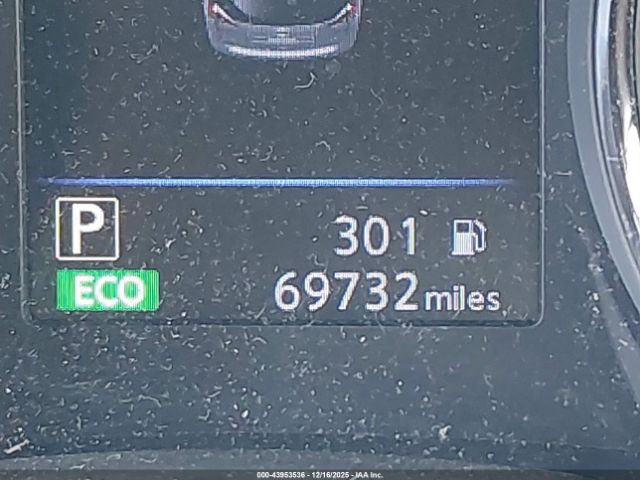 P 301
ECO 69732 miles
000-43953536 - 12/16/2025 - IAA Inc.